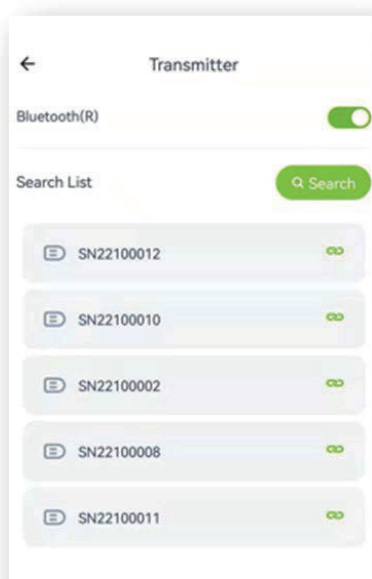 Transmitter
Bluetooth(R)
Search List
Search
SN22100012
SN22100010
SN22100002
SN22100008
SN22100011